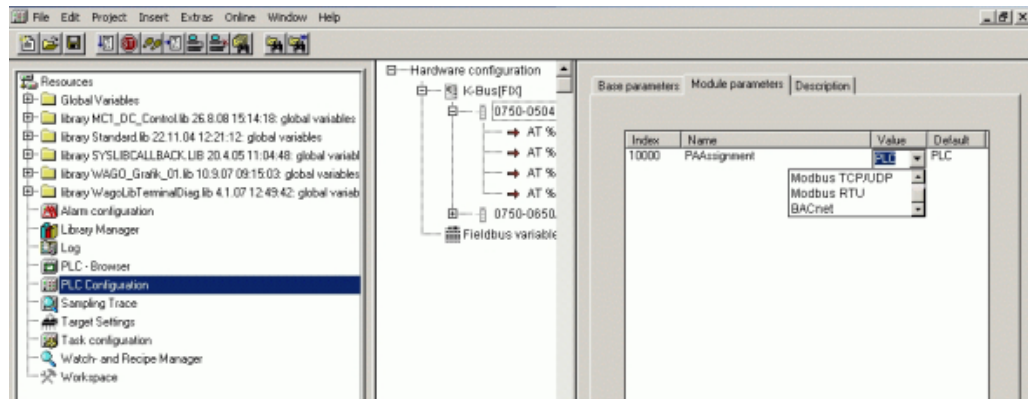 File Edit Project Insert Extras Online Window Help
Resources
Global Variables
library MC1_DC_Control.lib 26.8.08 15:14:18: global variables
library Standard.lib 22.11.04 12:21:12: global variables
library SYSLIBCALLBACK.LIB 20.4.05 11:04:48: global variabl
library WAGO_Grafik_01.lib 10.9.07 09:15:03: global variables
library WagoLibTerminalDiag.lib 4.1.07 12:49:42: global variab
Alarm configuration
Library Manager
Log
PLC - Browser
PLC Configuration
Sampling Trace
Target Settings
Task configuration
Watch- and Recipe Manager
Workspace
Hardware configuration
K-Bus[FIX]
0750-0504
AT %
AT %
AT %
AT %
0750-0650
Fieldbus variable
Base parameters Module parameters Description
Index Name Value Default
10000 PAAssignment PLC PLC
Modbus TCP/UDP
Modbus RTU
BACnet